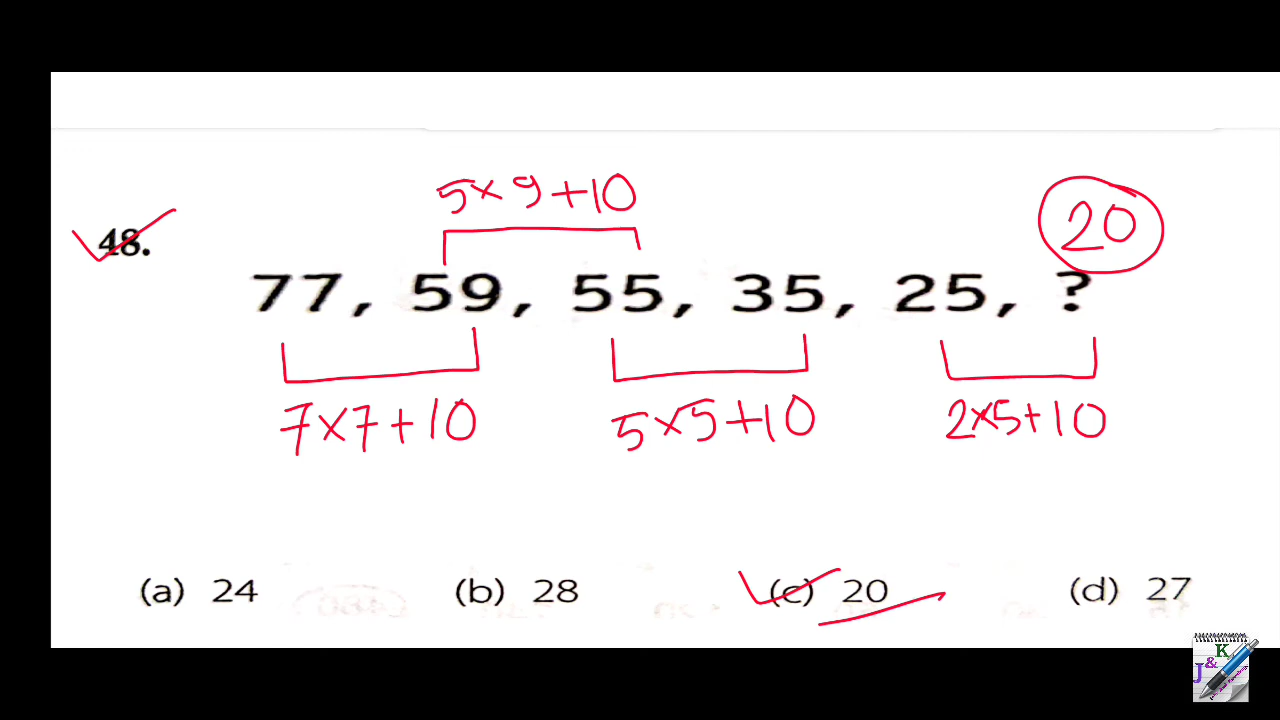 5×9+10
20
48.
77, 59, 55, 35, 25, ?
7×7+10 5×5+10 2×5+10
(a) 24 (b) 28 (c) 20 (d) 27
J&K